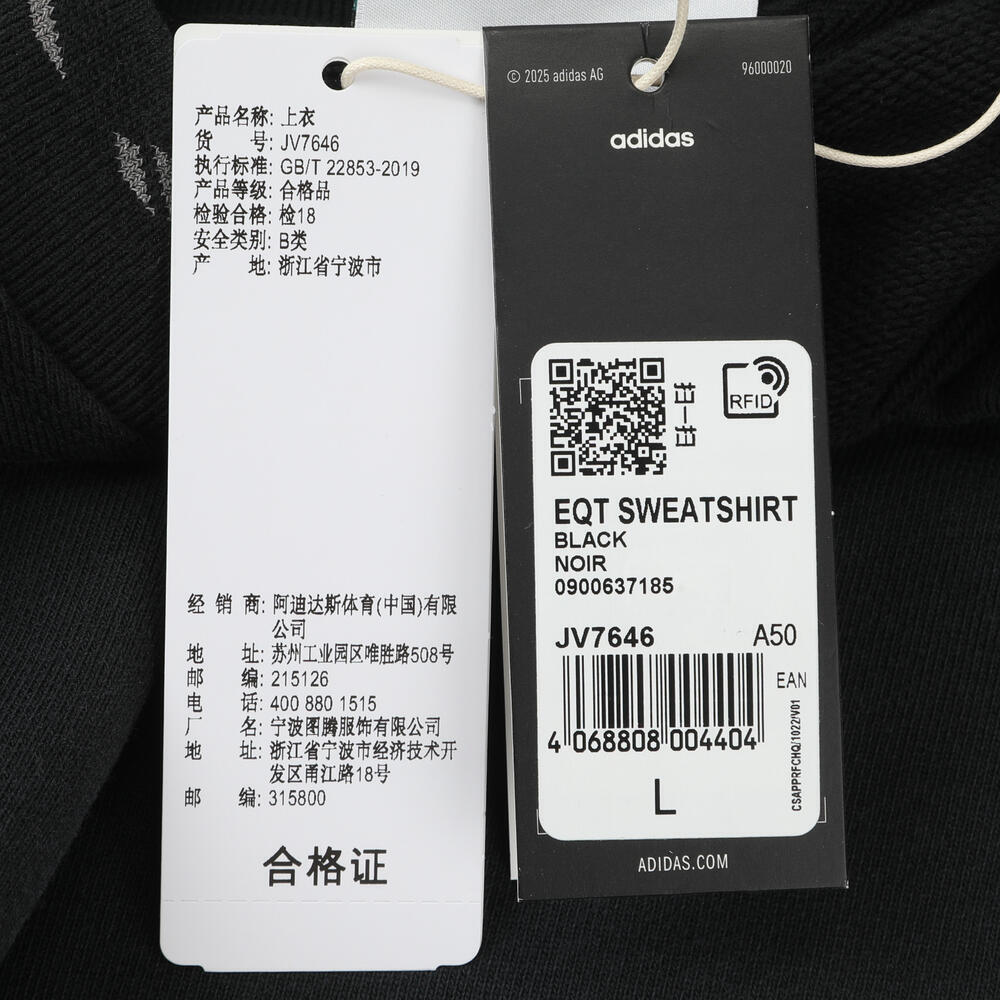 产品名称: 上衣
货 号: JV7646
执行标准: GB/T 22853-2019
产品等级: 合格品
检验合格: 检18
安全类别: B类
产 地: 浙江省宁波市
经 销 商: 阿迪达斯体育(中国)有限
公司
地 址: 苏州工业园区唯胜路508号
邮 编: 215126
电 话: 400 880 1515
厂 名: 宁波图腾服饰有限公司
地 址: 浙江省宁波市经济技术开
发区甬江路18号
邮 编: 315800
合格证
© 2025 adidas AG
96000020
adidas
扫一扫
RFID
EQT SWEATSHIRT
BLACK
NOIR
0900637185
JV7646 A50
EAN
4 068808 004404
CSAPPRFCHQ/1022/V01
L
ADIDAS.COM